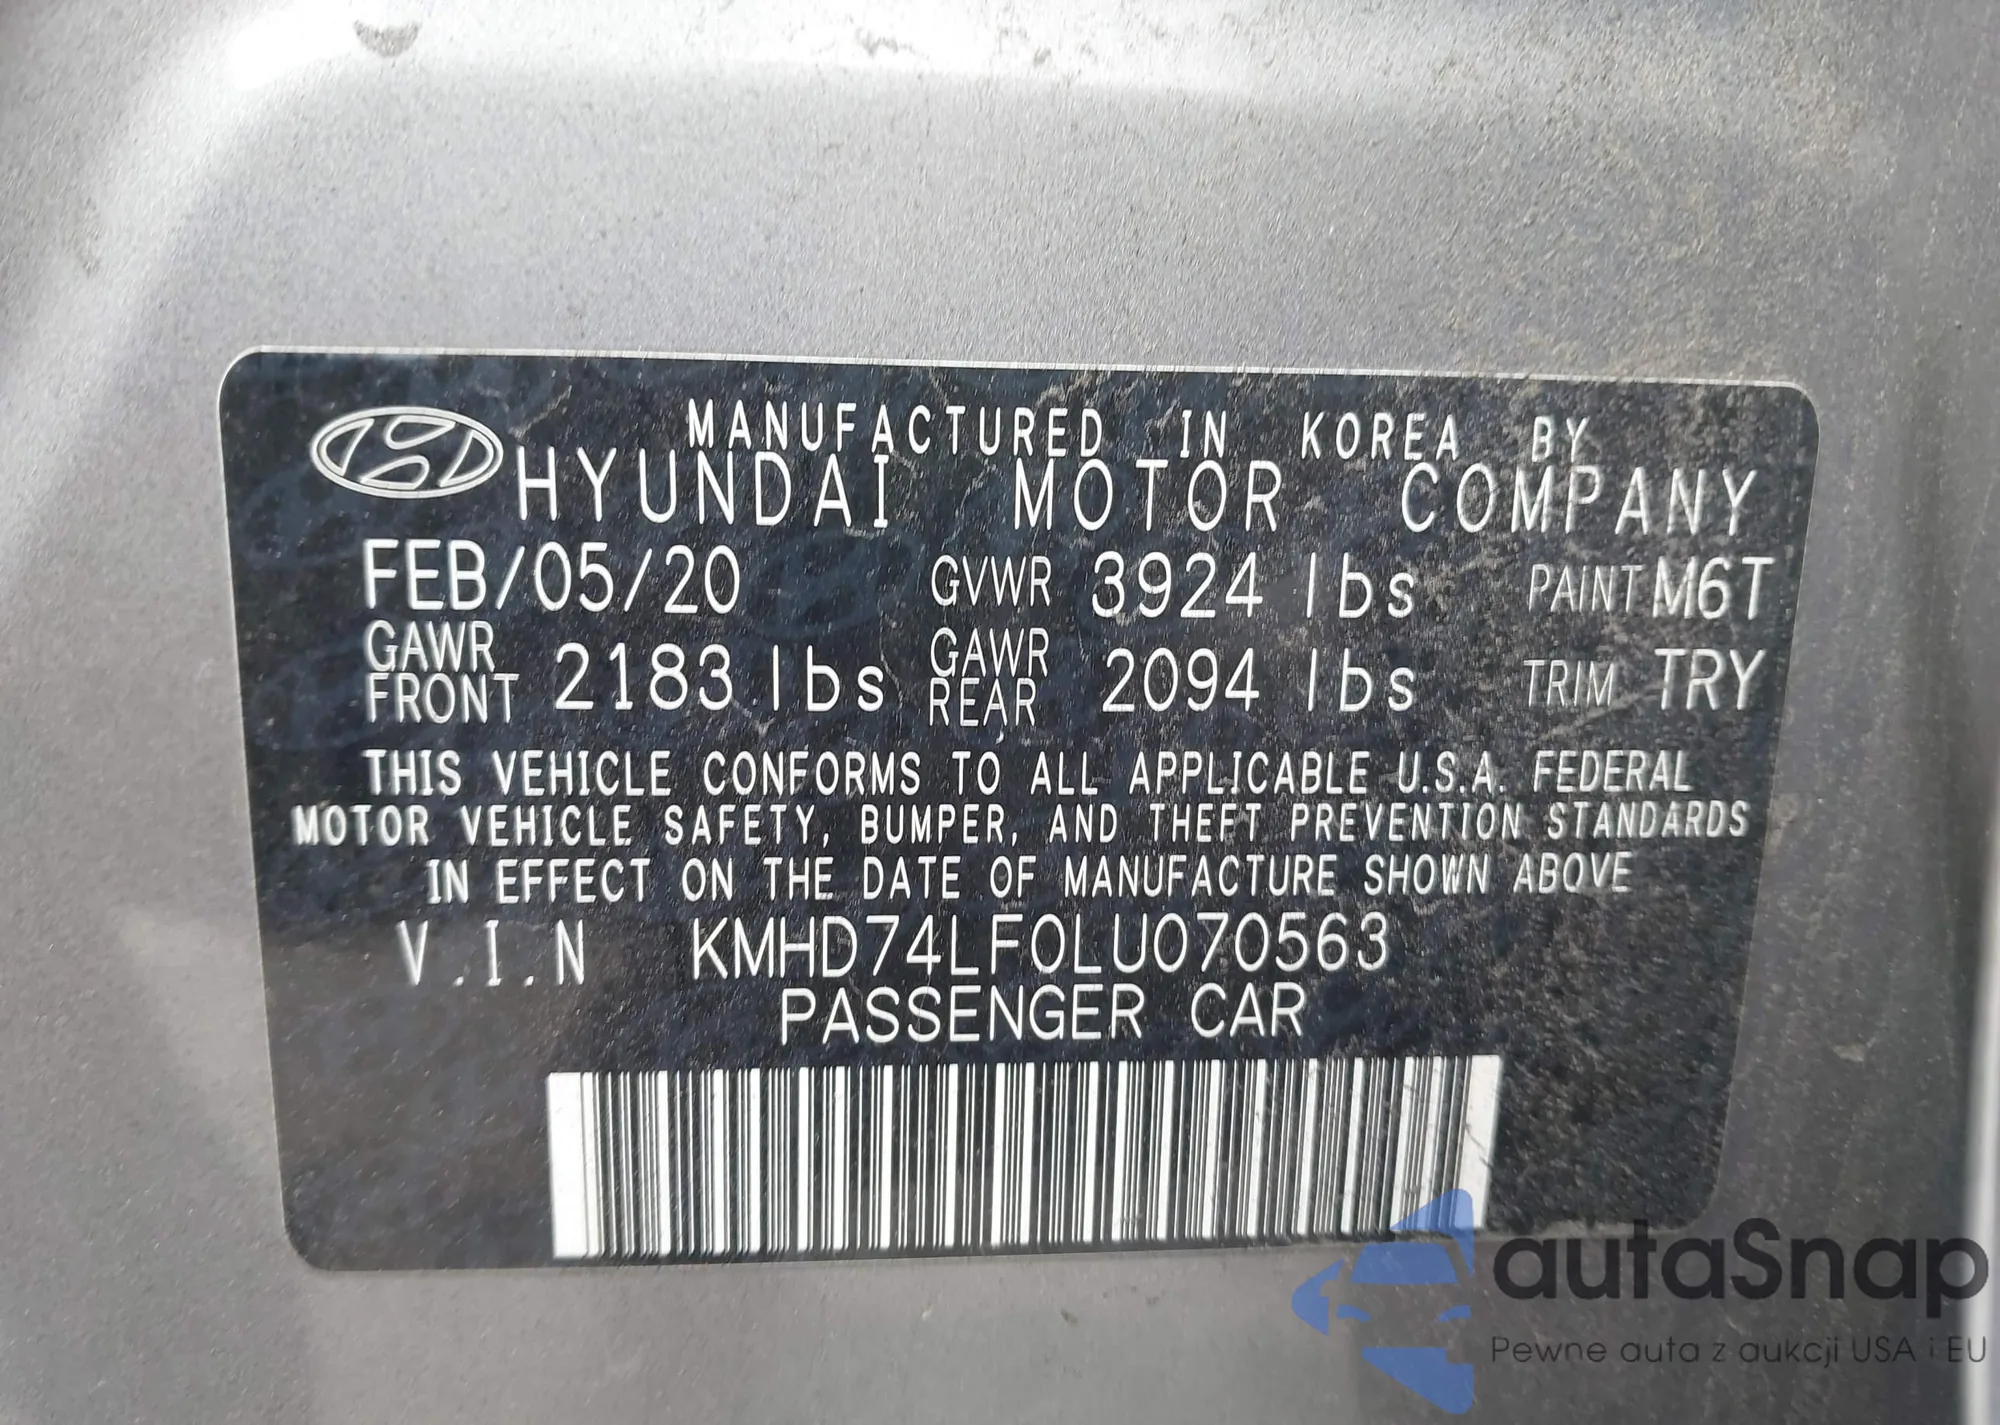 MANUFACTURED IN KOREA BY
HYUNDAI MOTOR COMPANY
FEB/05/20 GVWR 3924 lbs PAINT M6T
GAWR FRONT 2183 lbs GAWR REAR 2094 lbs TRIM TRY
THIS VEHICLE CONFORMS TO ALL APPLICABLE U.S.A. FEDERAL
MOTOR VEHICLE SAFETY, BUMPER, AND THEFT PREVENTION STANDARDS
IN EFFECT ON THE DATE OF MANUFACTURE SHOWN ABOVE
V.I.N KMHD74LF0LU070563
PASSENGER CAR
autaSnap
Pewne auta z aukcji USA i EU